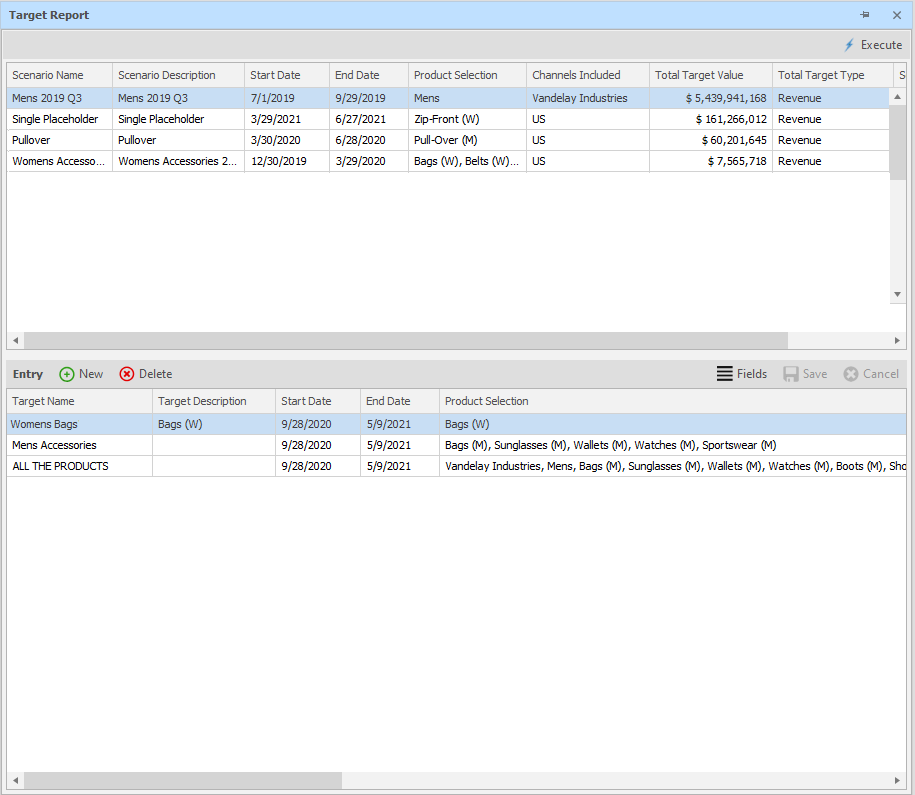 Target Report
Execute
Scenario Name Scenario Description Start Date End Date Product Selection Channels Included Total Target Value Total Target Type S
Mens 2019 Q3 Mens 2019 Q3 7/1/2019 9/29/2019 Mens Vandelay Industries $ 5,439,941,168 Revenue
Single Placeholder Single Placeholder 3/29/2021 6/27/2021 Zip-Front (W) US $ 161,266,012 Revenue
Pullover Pullover 3/30/2020 6/28/2020 Pull-Over (M) US $ 60,201,645 Revenue
Womens Accesso... Womens Accessories 2... 12/30/2019 3/29/2020 Bags (W), Belts (W)... US $ 7,565,718 Revenue
Entry New Delete Fields Save Cancel
Target Name Target Description Start Date End Date Product Selection
Womens Bags Bags (W) 9/28/2020 5/9/2021 Bags (W)
Mens Accessories 9/28/2020 5/9/2021 Bags (M), Sunglasses (M), Wallets (M), Watches (M), Sportswear (M)
ALL THE PRODUCTS 9/28/2020 5/9/2021 Vandelay Industries, Mens, Bags (M), Sunglasses (M), Wallets (M), Watches (M), Boots (M), Sho